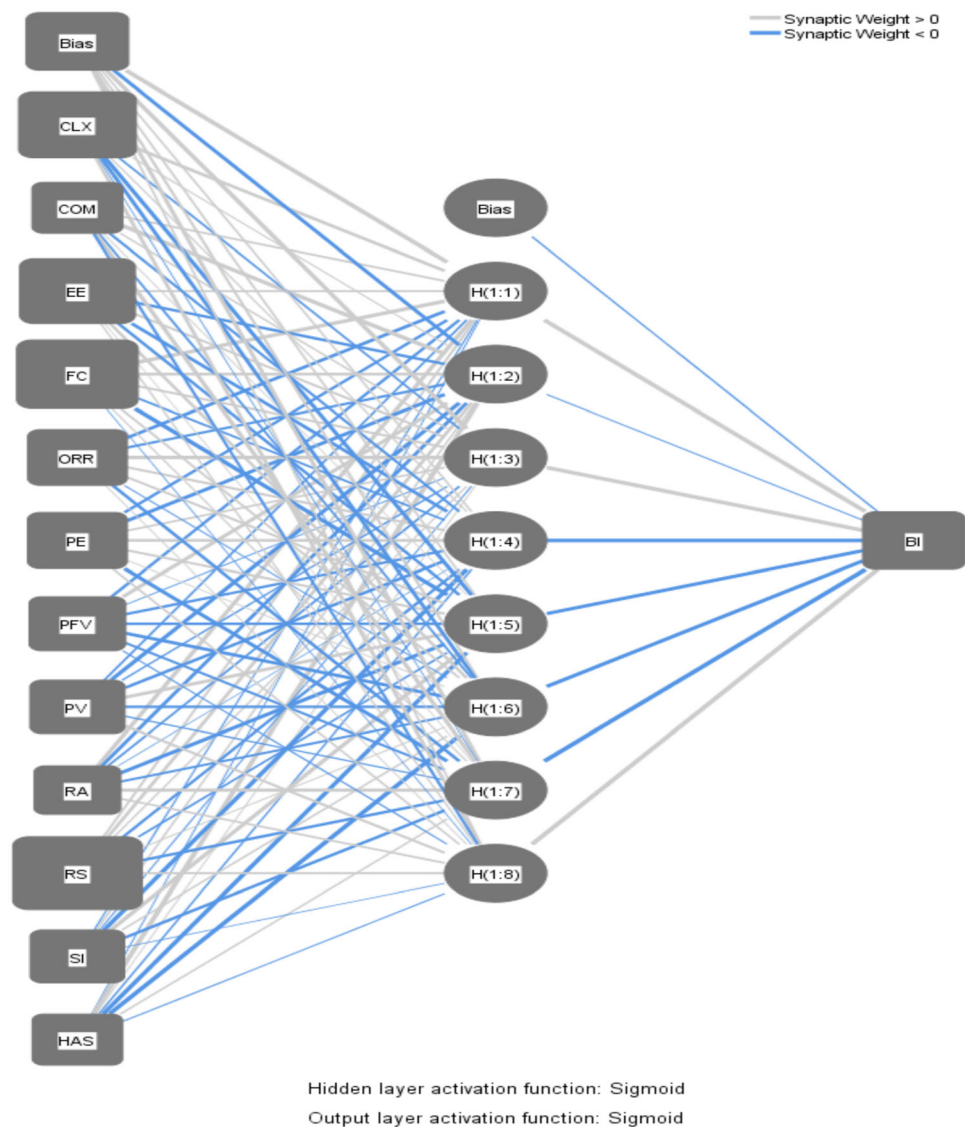 Synaptic Weight > 0
Synaptic Weight < 0
Bias
CLX
COM
EE
FC
ORR
PE
PFV
PV
RA
RS
SI
HAS
Bias
H(1:1)
H(1:2)
H(1:3)
H(1:4)
H(1:5)
H(1:6)
H(1:7)
H(1:8)
BI
Hidden layer activation function: Sigmoid
Output layer activation function: Sigmoid